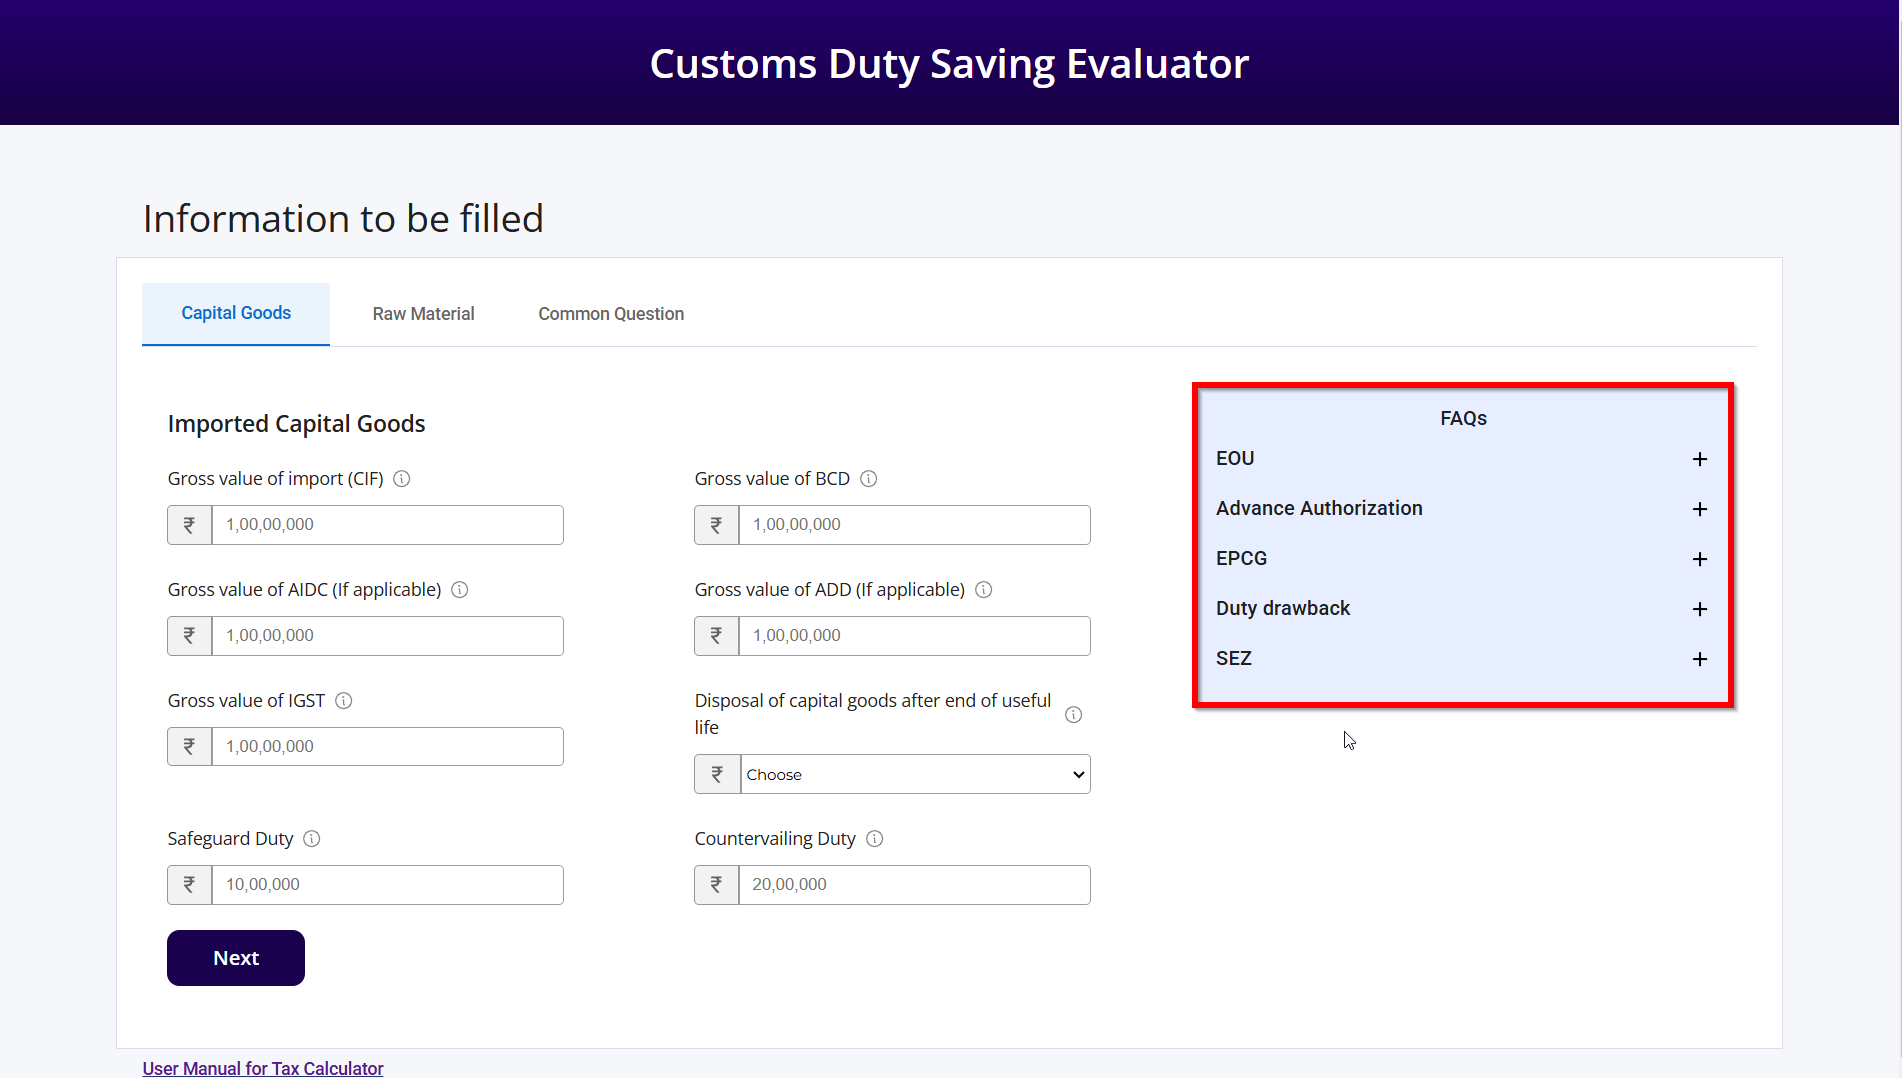 Customs Duty Saving Evaluator
Information to be filled
Capital Goods
Raw Material
Common Question
Imported Capital Goods
Gross value of import (CIF)
₹ 1,00,00,000
Gross value of BCD
₹ 1,00,00,000
Gross value of AIDC (If applicable)
₹ 1,00,00,000
Gross value of ADD (If applicable)
₹ 1,00,00,000
Gross value of IGST
₹ 1,00,00,000
Disposal of capital goods after end of useful
life
₹ Choose
Safeguard Duty
₹ 10,00,000
Countervailing Duty
₹ 20,00,000
Next
FAQs
EOU +
Advance Authorization +
EPCG +
Duty drawback +
SEZ +
User Manual for Tax Calculator